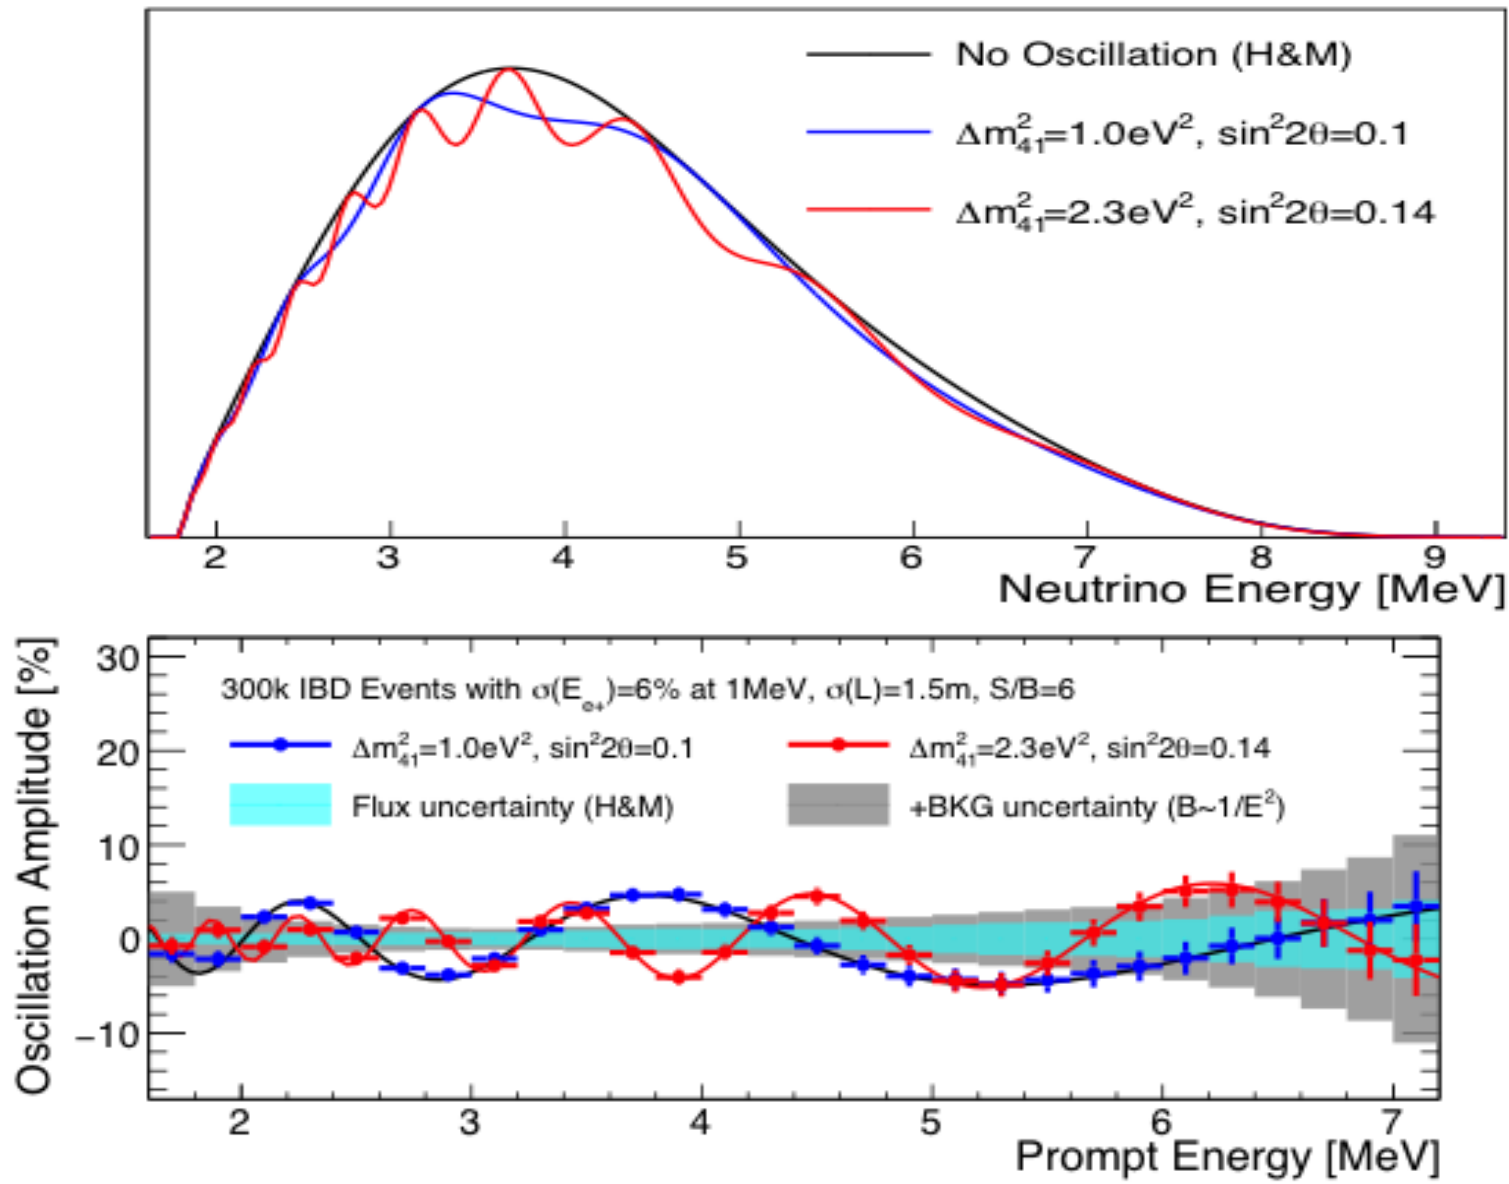 No Oscillation (H&M)
Δm²₄₁=1.0eV², sin²2θ=0.1
Δm²₄₁=2.3eV², sin²2θ=0.14
2 3 4 5 6 7 8 9
Neutrino Energy [MeV]
Oscillation Amplitude [%]
30
20
10
0
−10
300k IBD Events with σ(Eₑ₊)=6% at 1MeV, σ(L)=1.5m, S/B=6
Δm²₄₁=1.0eV², sin²2θ=0.1 Δm²₄₁=2.3eV², sin²2θ=0.14
Flux uncertainty (H&M) +BKG uncertainty (B~1/E²)
2 3 4 5 6 7
Prompt Energy [MeV]